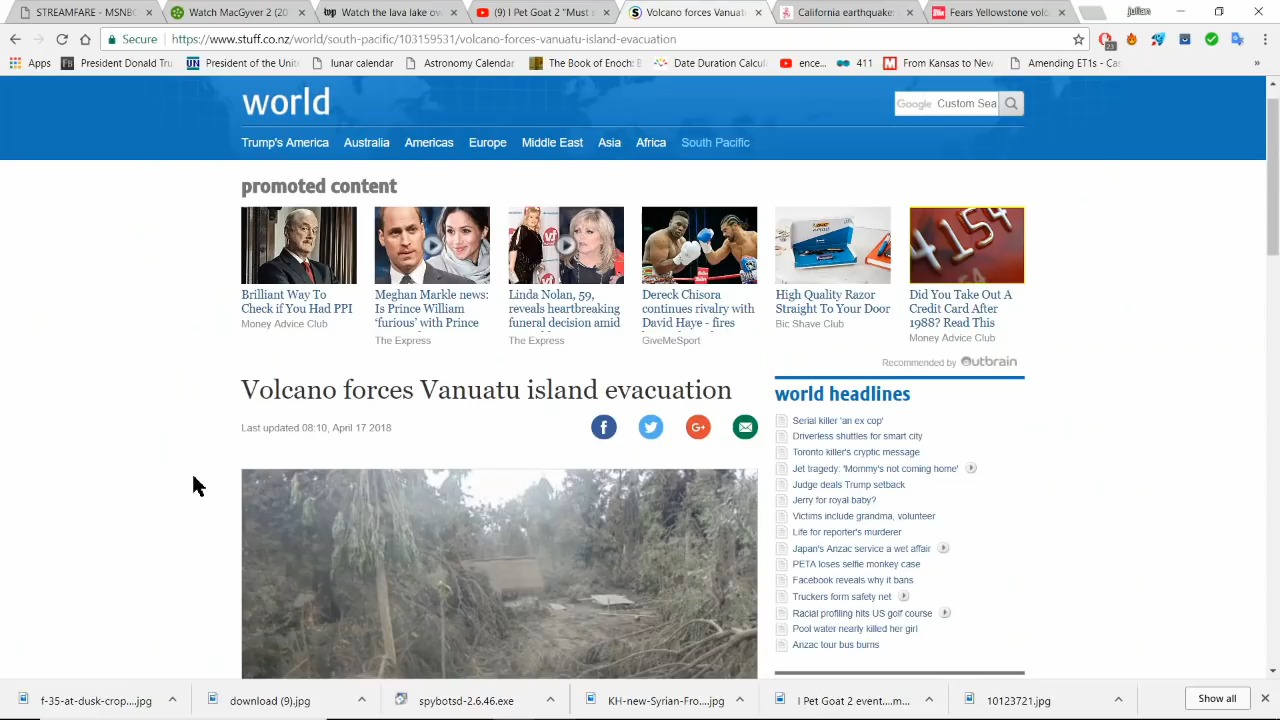 STREAMFARE - MSNBC
Watch MacGyver 2 (20
Watch the lava lake ov
(9) I Pet Goat 2 "Must
Volcano forces Vanuatu
California earthquake:
Fears Yellowstone volc
julien
Secure
https://www.stuff.co.nz/world/south-pacific/103159531/volcano-forces-vanuatu-island-evacuation
23
Apps
President Donald Tru
President of the Unite
lunar calendar
Astronomy Calendar
The Book of Enoch:
Date Duration Calcula
ence...
411
From Kansas to New
Amending ET1s - Cas
world
Google Custom Sea
Trump's America Australia Americas Europe Middle East Asia Africa South Pacific
promoted content
Brilliant Way To
Check if You Had PPI
Money Advice Club
Meghan Markle news:
Is Prince William
'furious' with Prince
The Express
Linda Nolan, 59,
reveals heartbreaking
funeral decision amid
The Express
Dereck Chisora
continues rivalry with
David Haye - fires
GiveMeSport
High Quality Razor
Straight To Your Door
Bic Shave Club
4154
Did You Take Out A
Credit Card After
1988? Read This
Money Advice Club
Recommended by Outbrain
Volcano forces Vanuatu island evacuation
Last updated 08:10, April 17 2018
world headlines
Serial killer 'an ex cop'
Driverless shuttles for smart city
Toronto killer's cryptic message
Jet tragedy: 'Mommy's not coming home'
Judge deals Trump setback
Jerry for royal baby?
Victims include grandma, volunteer
Life for reporter's murderer
Japan's Anzac service a wet affair
PETA loses selfie monkey case
Facebook reveals why it bans
Truckers form safety net
Racial profiling hits US golf course
Pool water nearly killed her girl
Anzac tour bus burns
f-35-amtusk-crop....jpg
download (9).jpg
spybotsd-2.6.46.exe
KH-new-Syrian-Fro....jpg
I Pet Goat 2 event....m...
10123721.jpg
Show all